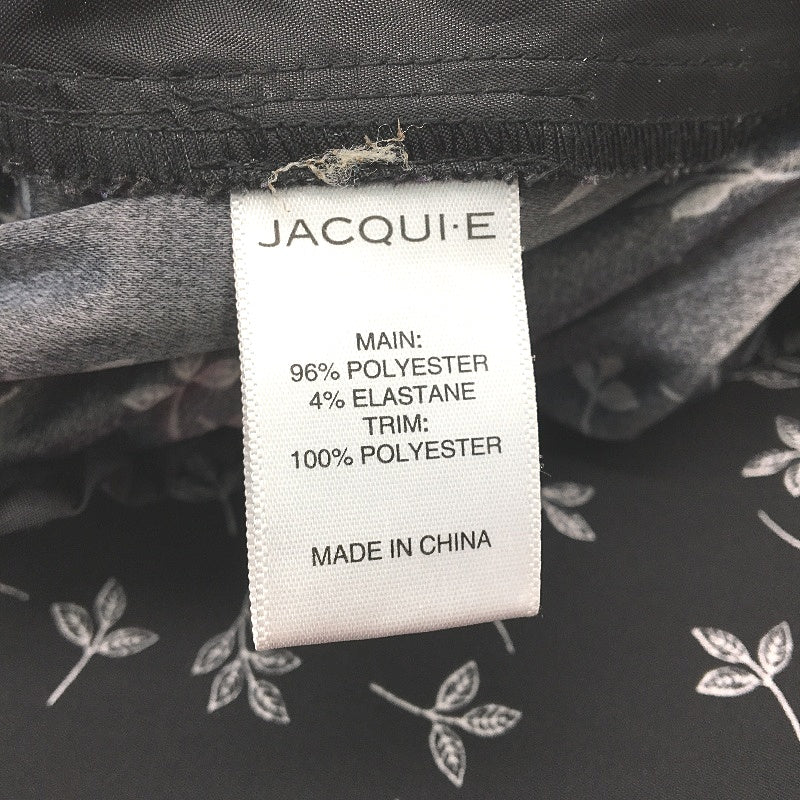 JACQUI·E
MAIN:
96% POLYESTER
4% ELASTANE
TRIM:
100% POLYESTER
MADE IN CHINA